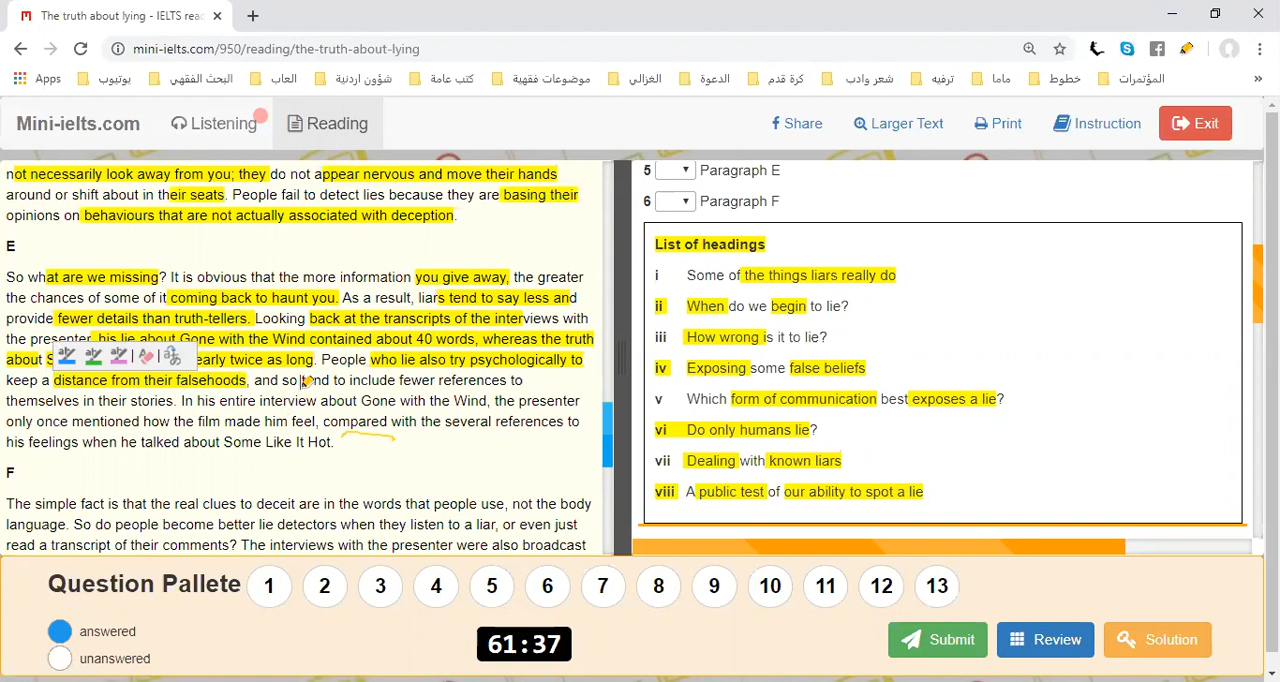 The truth about lying - IELTS rea
mini-ielts.com/950/reading/the-truth-about-lying
Apps يوتيوب البحث الفقهي العاب شؤون اردنية كتب عامة موضوعات فقهية الغزالي الدعوة كرة قدم شعر وادب ترفيه ماما خطوط المؤتمرات »
Mini-ielts.com Listening Reading Share Larger Text Print Instruction Exit
not necessarily look away from you; they do not appear nervous and move their hands
around or shift about in their seats. People fail to detect lies because they are basing their
opinions on behaviours that are not actually associated with deception.
E
So what are we missing? It is obvious that the more information you give away, the greater
the chances of some of it coming back to haunt you. As a result, liars tend to say less and
provide fewer details than truth-tellers. Looking back at the transcripts of the interviews with
the presenter, his lie about Gone with the Wind contained about 40 words, whereas the truth
about S early twice as long. People who lie also try psychologically to
keep a distance from their falsehoods, and so tend to include fewer references to
themselves in their stories. In his entire interview about Gone with the Wind, the presenter
only once mentioned how the film made him feel, compared with the several references to
his feelings when he talked about Some Like It Hot.
F
The simple fact is that the real clues to deceit are in the words that people use, not the body
language. So do people become better lie detectors when they listen to a liar, or even just
read a transcript of their comments? The interviews with the presenter were also broadcast
5 Paragraph E
6 Paragraph F
List of headings
i Some of the things liars really do
ii When do we begin to lie?
iii How wrong is it to lie?
iv Exposing some false beliefs
v Which form of communication best exposes a lie?
vi Do only humans lie?
vii Dealing with known liars
viii A public test of our ability to spot a lie
Question Pallete 1 2 3 4 5 6 7 8 9 10 11 12 13
answered
unanswered
61:37
Submit Review Solution